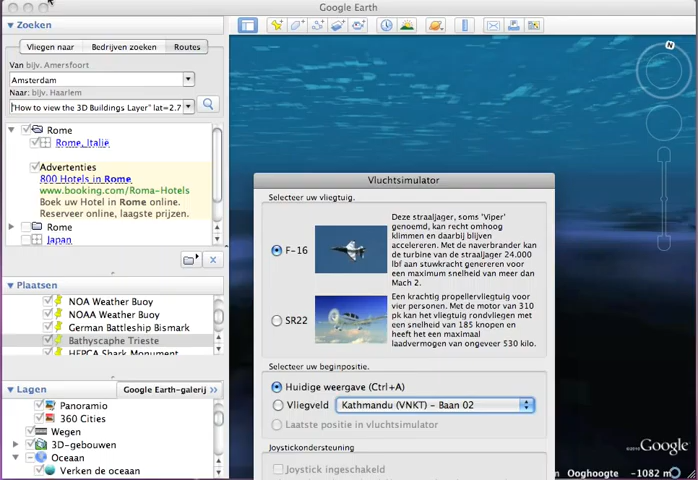 Google Earth
Zoeken
Vliegen naar
Bedrijven zoeken
Routes
Van bijv. Amersfoort
Amsterdam
Naar: bijv. Haarlem
"How to view the 3D Buildings Layer" lat=2.7
Rome
Rome, Italië
Advertenties
800 Hotels in Rome
www.booking.com/Roma-Hotels
Boek uw Hotel in Rome online.
Reserveer online, laagste prijzen.
Rome
Japan
Plaatsen
NOA Weather Buoy
NOAA Weather Buoy
German Battleship Bismark
Bathyscaphe Trieste
HEPCA Shark Monument
Lagen
Google Earth-galerij >>
Panoramio
360 Cities
Wegen
3D-gebouwen
Oceaan
Verken de oceaan
N
Vluchtsimulator
Selecteer uw vliegtuig.
F-16
Deze straaljager, soms 'Viper'
genoemd, kan recht omhoog
klimmen en daarbij blijven
accelereren. Met de naverbrander kan
de turbine van de straaljager 24.000
lbf aan stuwkracht genereren voor
een maximum snelheid van meer dan
Mach 2.
SR22
Een krachtig propellervliegtuig voor
vier personen. Met de motor van 310
pk kan het vliegtuig rondvliegen met
een snelheid van 185 knopen en
heeft het een maximaal
laadvermogen van ongeveer 530 kilo.
Selecteer uw beginpositie.
Huidige weergave (Ctrl+A)
Vliegveld
Kathmandu (VNKT) - Baan 02
Laatste positie in vluchtsimulator
Joystickondersteuning
Joystick ingeschakeld
©2010 Google
Ooghoogte -1082 m